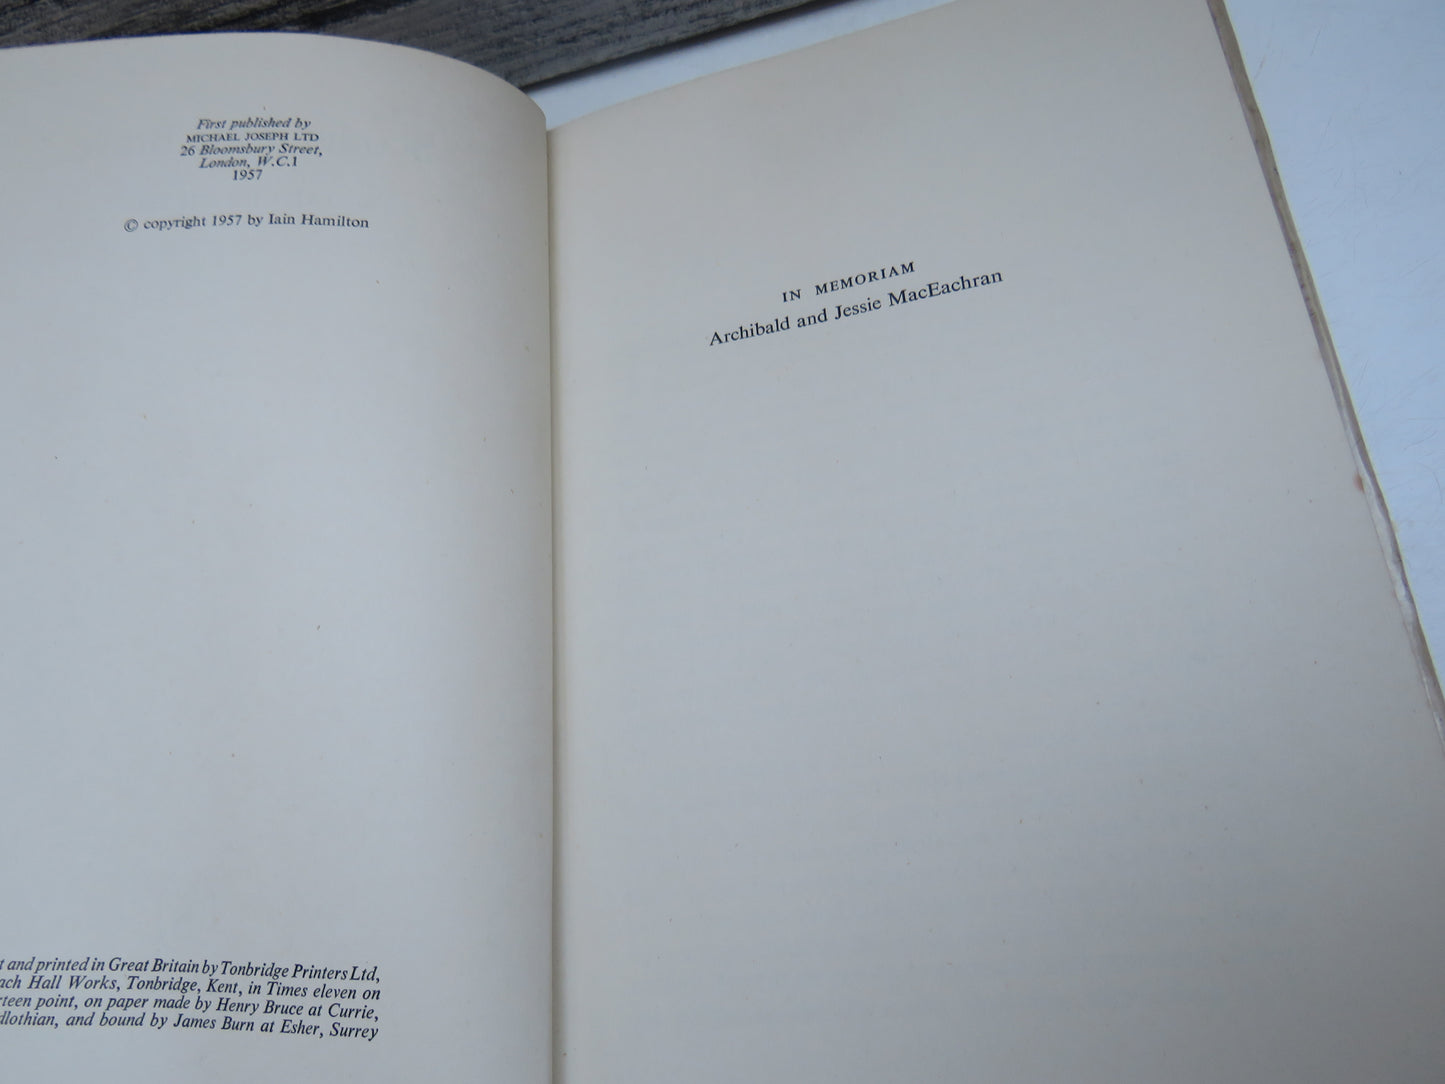 First published by
MICHAEL JOSEPH LTD
26 Bloomsbury Street,
London, W.C.1
1957
© copyright 1957 by Iain Hamilton
and printed in Great Britain by Tonbridge Printers Ltd,
Hall Works, Tonbridge, Kent, in Times eleven on
point, on paper made by Henry Bruce at Currie,
and bound by James Burn at Esher, Surrey
IN MEMORIAM
Archibald and Jessie MacEachran